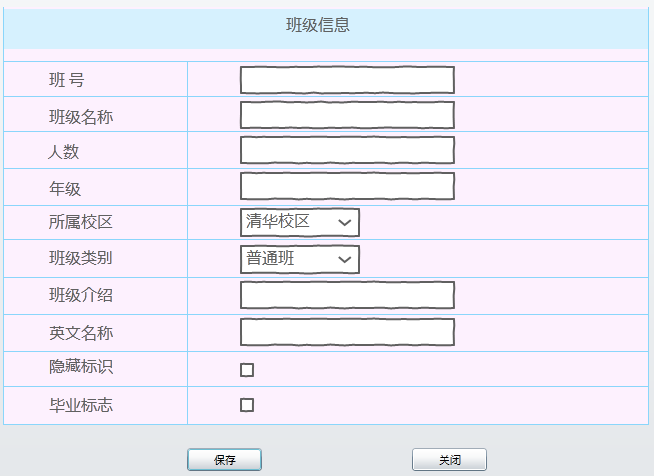 班级信息
班 号
班级名称
人数
年级
所属校区 清华校区
班级类别 普通班
班级介绍
英文名称
隐藏标识
毕业标志
保存 关闭